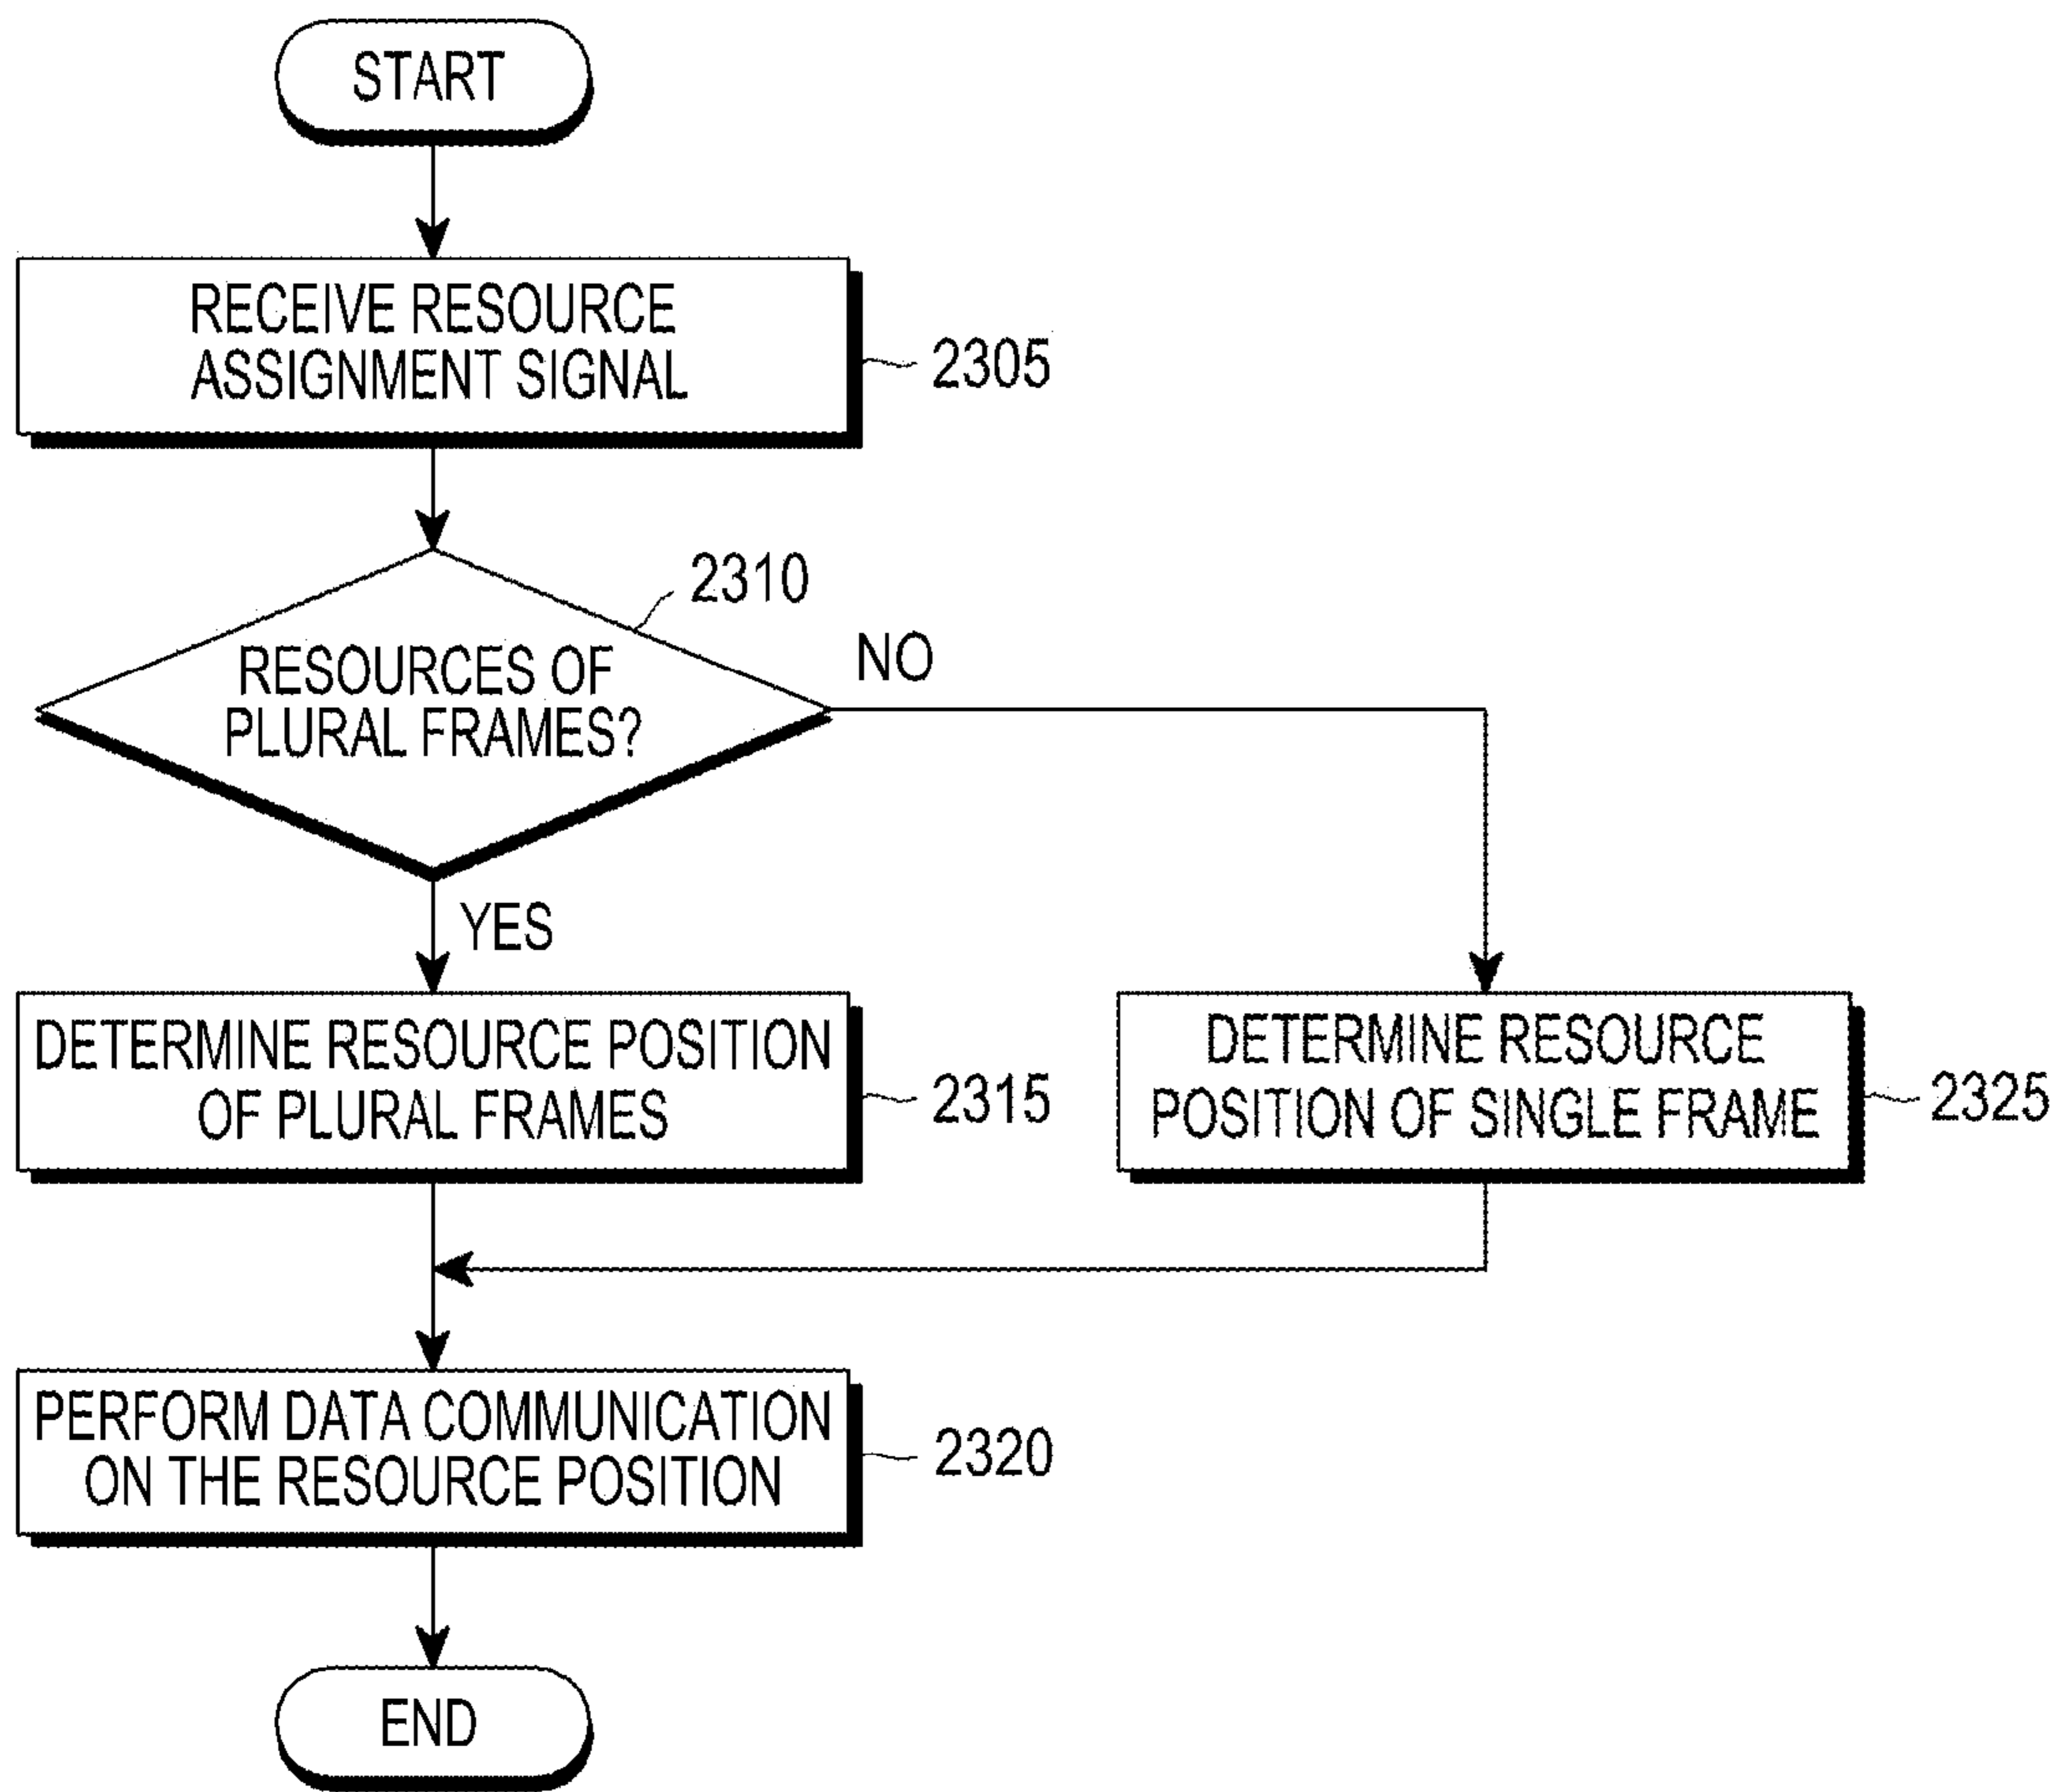 START
RECEIVE RESOURCE
ASSIGNMENT SIGNAL
2305
2310
RESOURCES OF
PLURAL FRAMES?
NO
YES
DETERMINE RESOURCE POSITION
OF PLURAL FRAMES
2315
DETERMINE RESOURCE
POSITION OF SINGLE FRAME
2325
PERFORM DATA COMMUNICATION
ON THE RESOURCE POSITION
2320
END